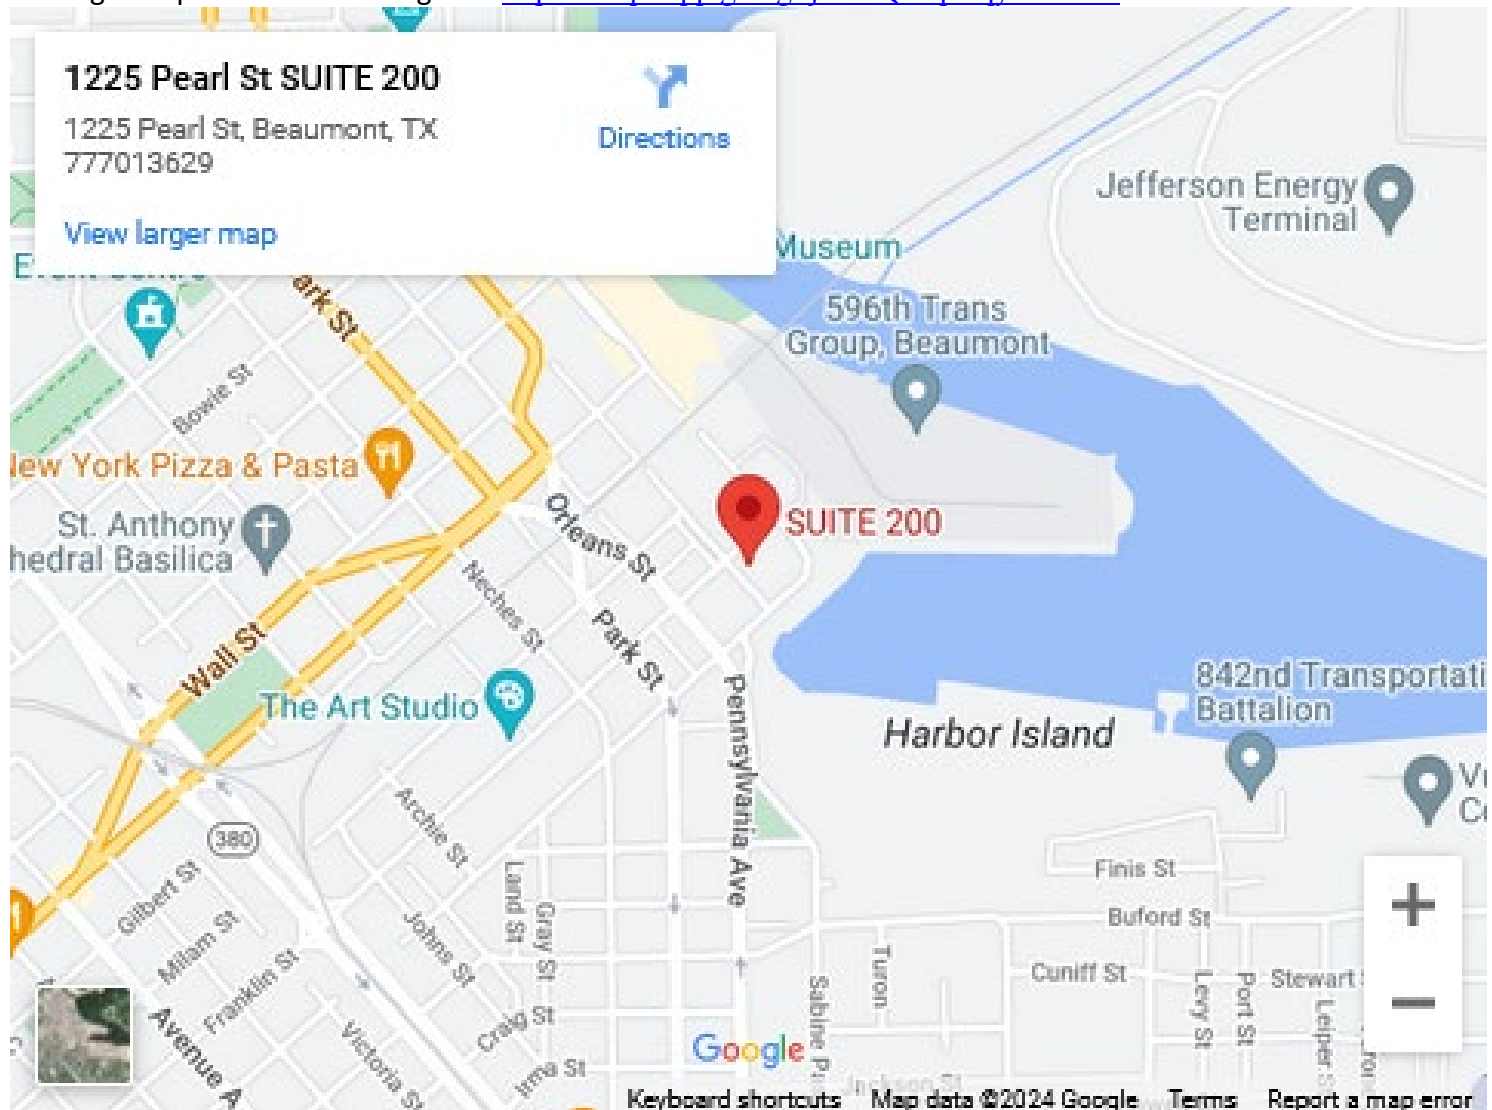 1225 Pearl St SUITE 200
1225 Pearl St, Beaumont, TX
777013629
Directions
View larger map
Museum
Jefferson Energy
Terminal
596th Trans
Group, Beaumont
ark St
Bowie St
New York Pizza & Pasta
St. Anthony
hedral Basilica
Orleans St
SUITE 200
Neches St
Park St
Wall St
The Art Studio
Pennsylvania Ave
842nd Transportati
Battalion
Harbor Island
380
Archie St
Gilbert St
Milam St
Franklin St
Johns St
Land St
Gray St
Finis St
Buford St
Cuniff St
Turon
Sabine Pa
Levy St
Port St
Stewart
Leiper S
Craig St
Irma St
Victoria St
Avenue A
Google
Keyboard shortcuts
Map data ©2024 Google
Terms
Report a map error